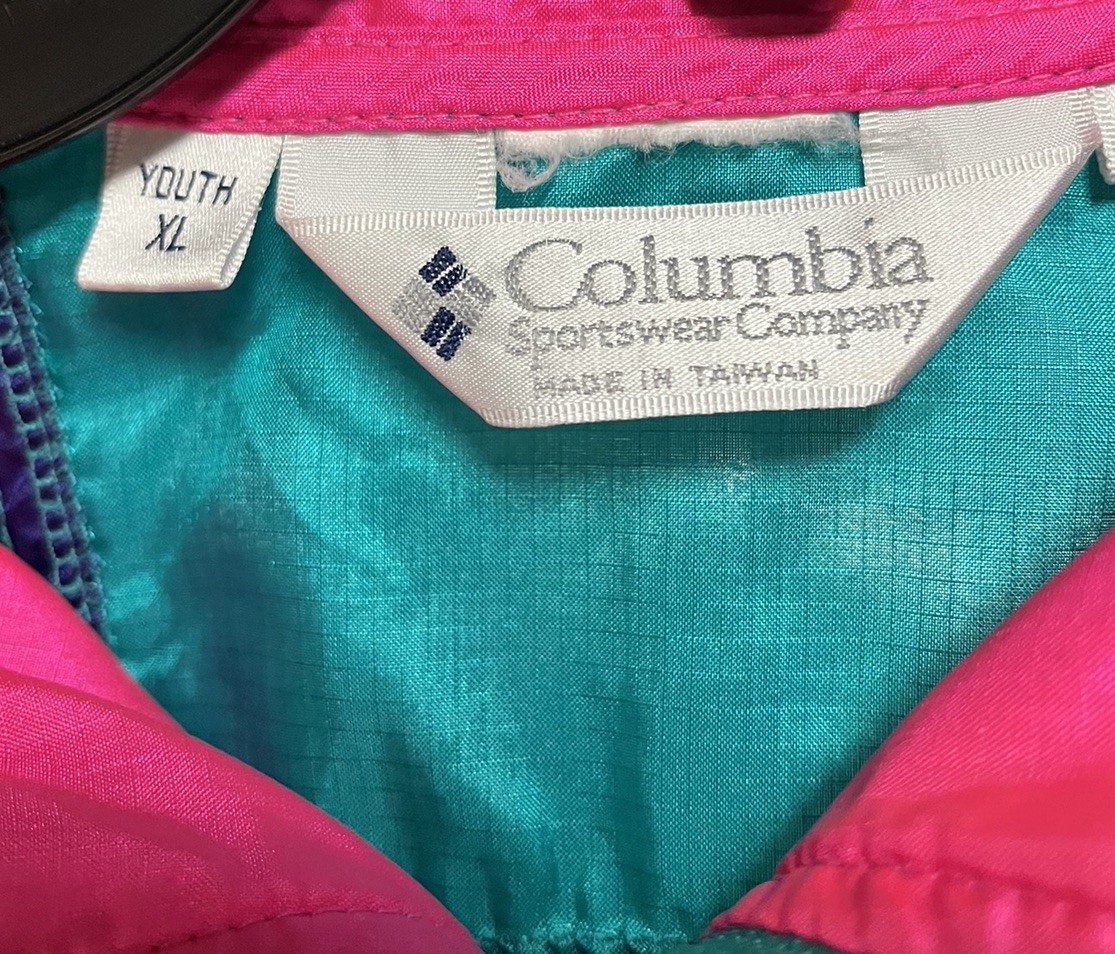 YOUTH
XL
Columbia
Sportswear Company
MADE IN TAIWAN